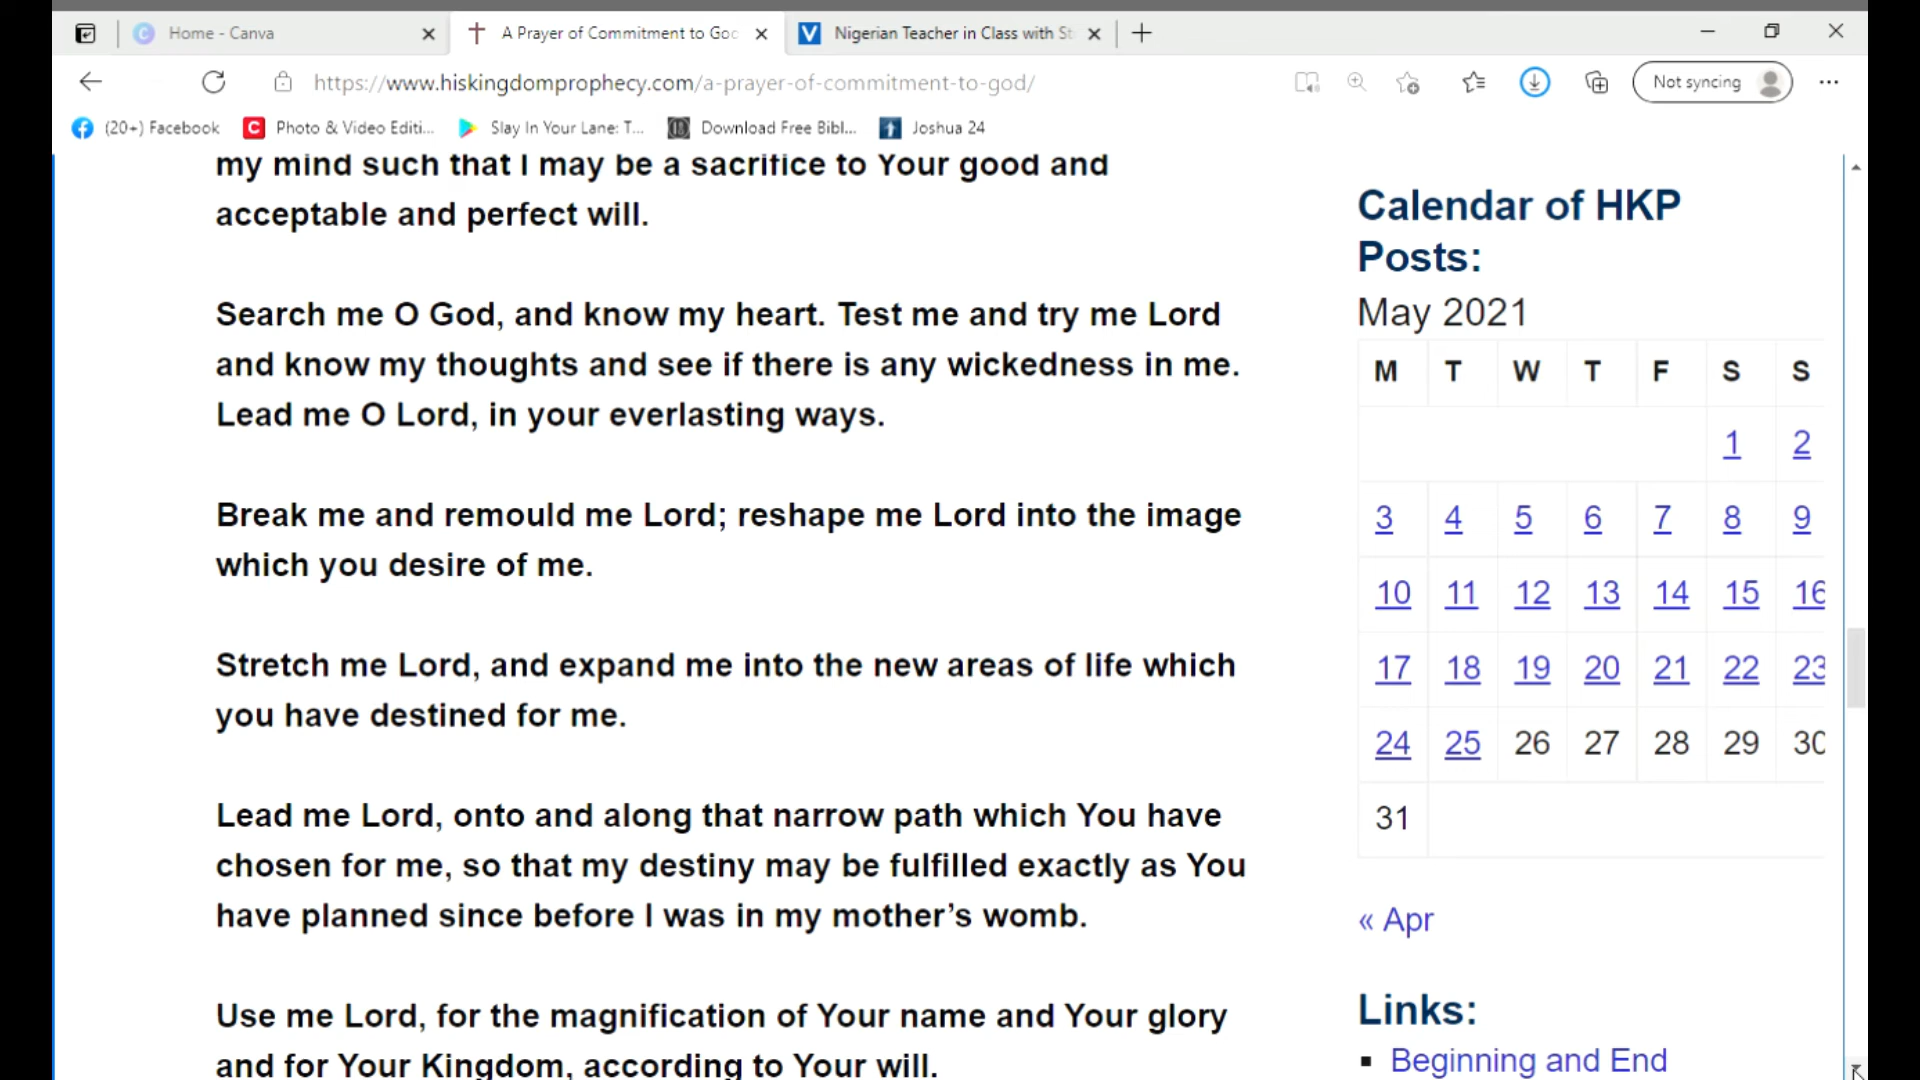 Home - Canva
A Prayer of Commitment to God
Nigerian Teacher in Class with St
https://www.hiskingdomprophecy.com/a-prayer-of-commitment-to-god/
Not syncing
(20+) Facebook
Photo & Video Editi...
Slay In Your Lane: T...
Download Free Bibl...
Joshua 24
my mind such that I may be a sacrifice to Your good and
acceptable and perfect will.
Search me O God, and know my heart. Test me and try me Lord
and know my thoughts and see if there is any wickedness in me.
Lead me O Lord, in your everlasting ways.
Break me and remould me Lord; reshape me Lord into the image
which you desire of me.
Stretch me Lord, and expand me into the new areas of life which
you have destined for me.
Lead me Lord, onto and along that narrow path which You have
chosen for me, so that my destiny may be fulfilled exactly as You
have planned since before I was in my mother’s womb.
Use me Lord, for the magnification of Your name and Your glory
and for Your Kingdom, according to Your will.
Calendar of HKP
Posts:
May 2021
M T W T F S S
1 2
3 4 5 6 7 8 9
10 11 12 13 14 15 16
17 18 19 20 21 22 23
24 25 26 27 28 29 30
31
« Apr
Links:
Beginning and End